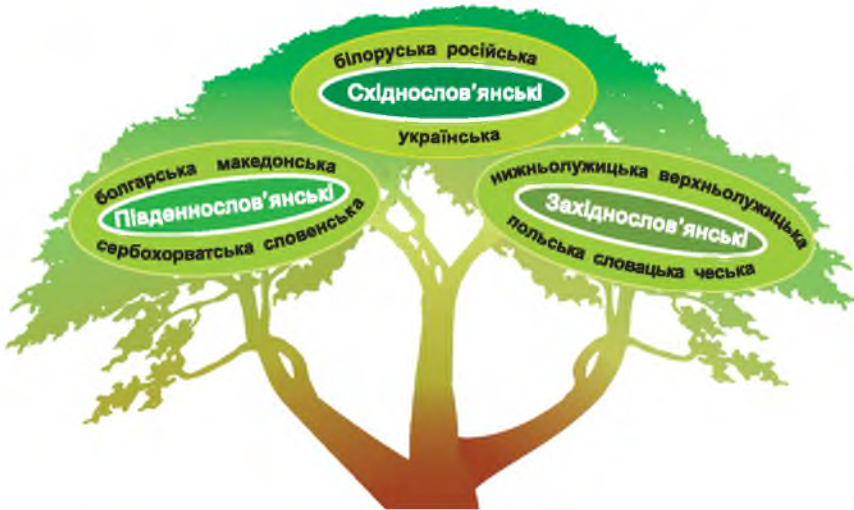 білоруська російська
Східнослов'янські
українська
болгарська македонська
Південнослов'янські
сербохорватська словенська
нижньолужицька верхньолужицька
Західнослов'янські
польська словацька чеська